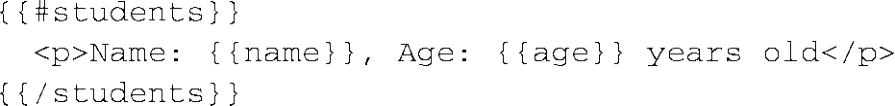 {{#students}}
  <p>Name: {{name}}, Age: {{age}} years old</p>
{{/students}}